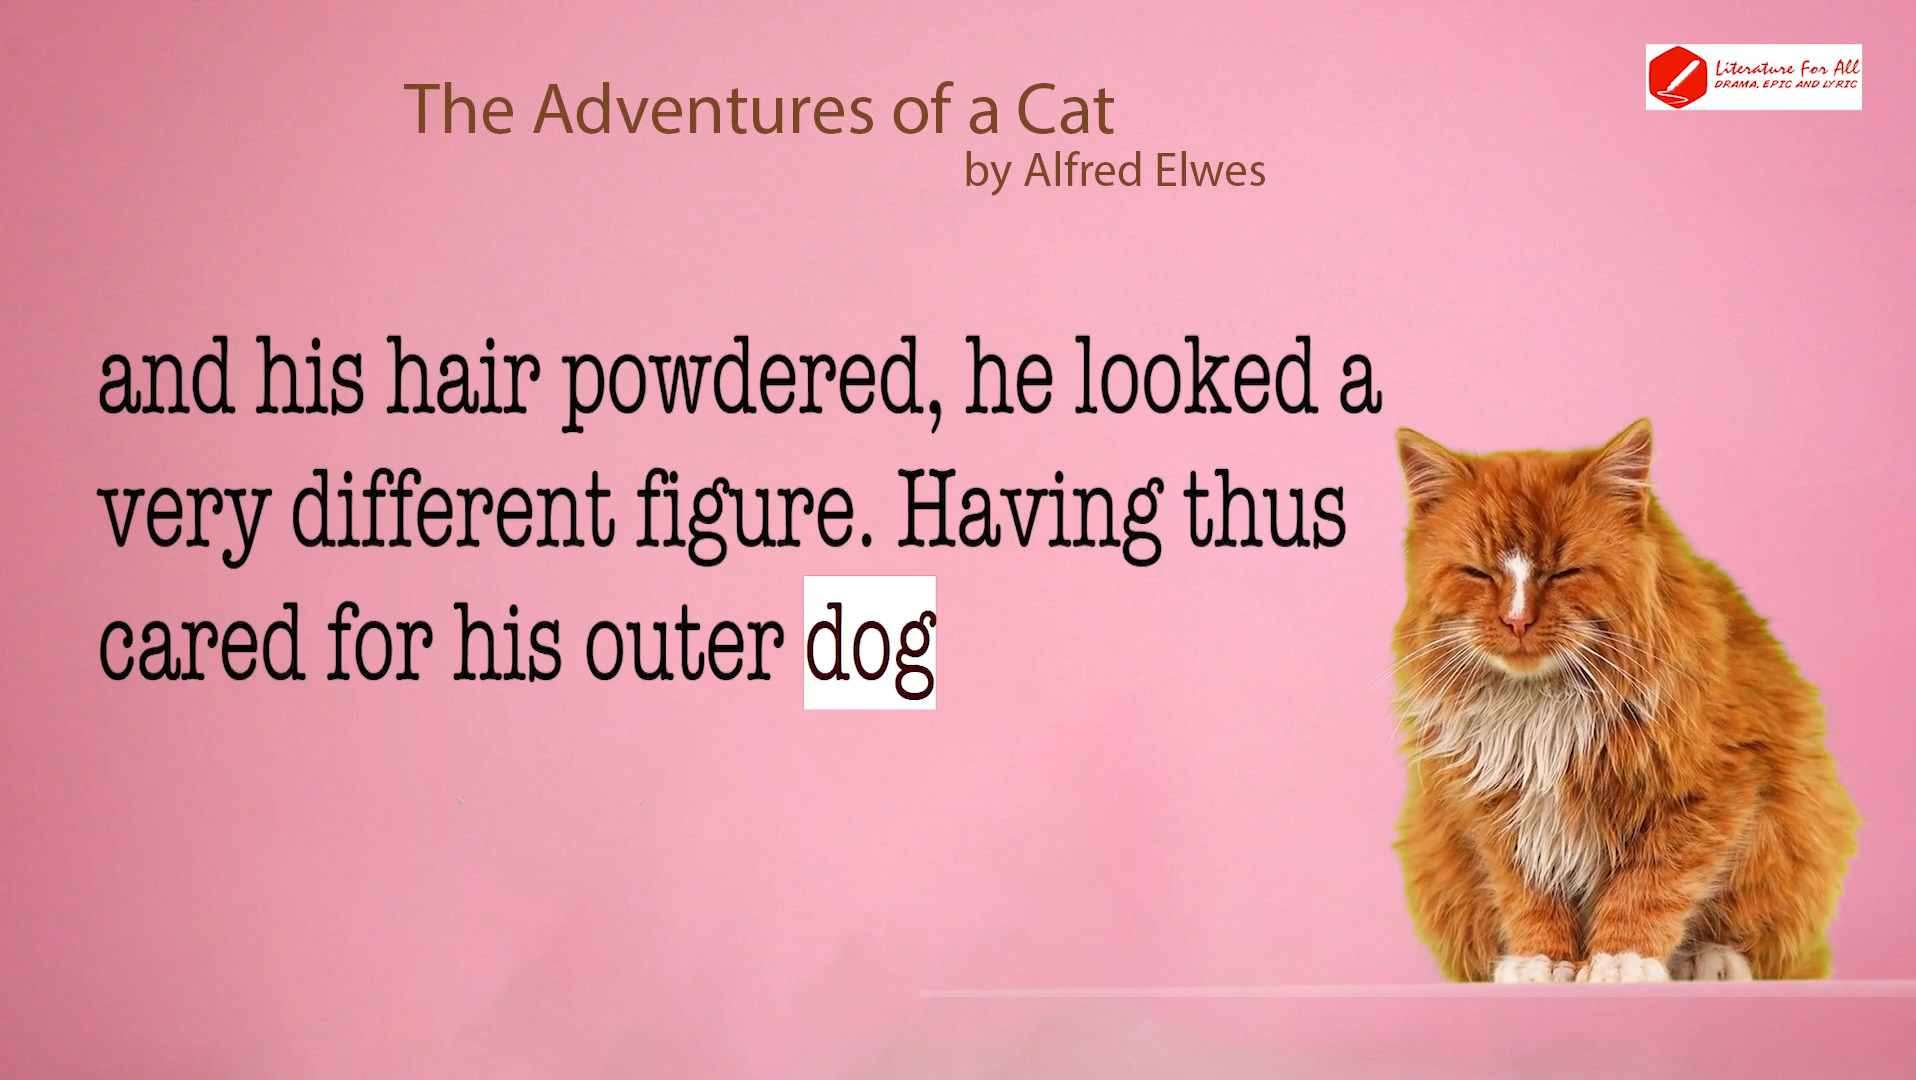 The Adventures of a Cat
by Alfred Elwes
Literature For All
DRAMA, EPIC AND LYRIC
and his hair powdered, he looked a
very different figure. Having thus
cared for his outer dog